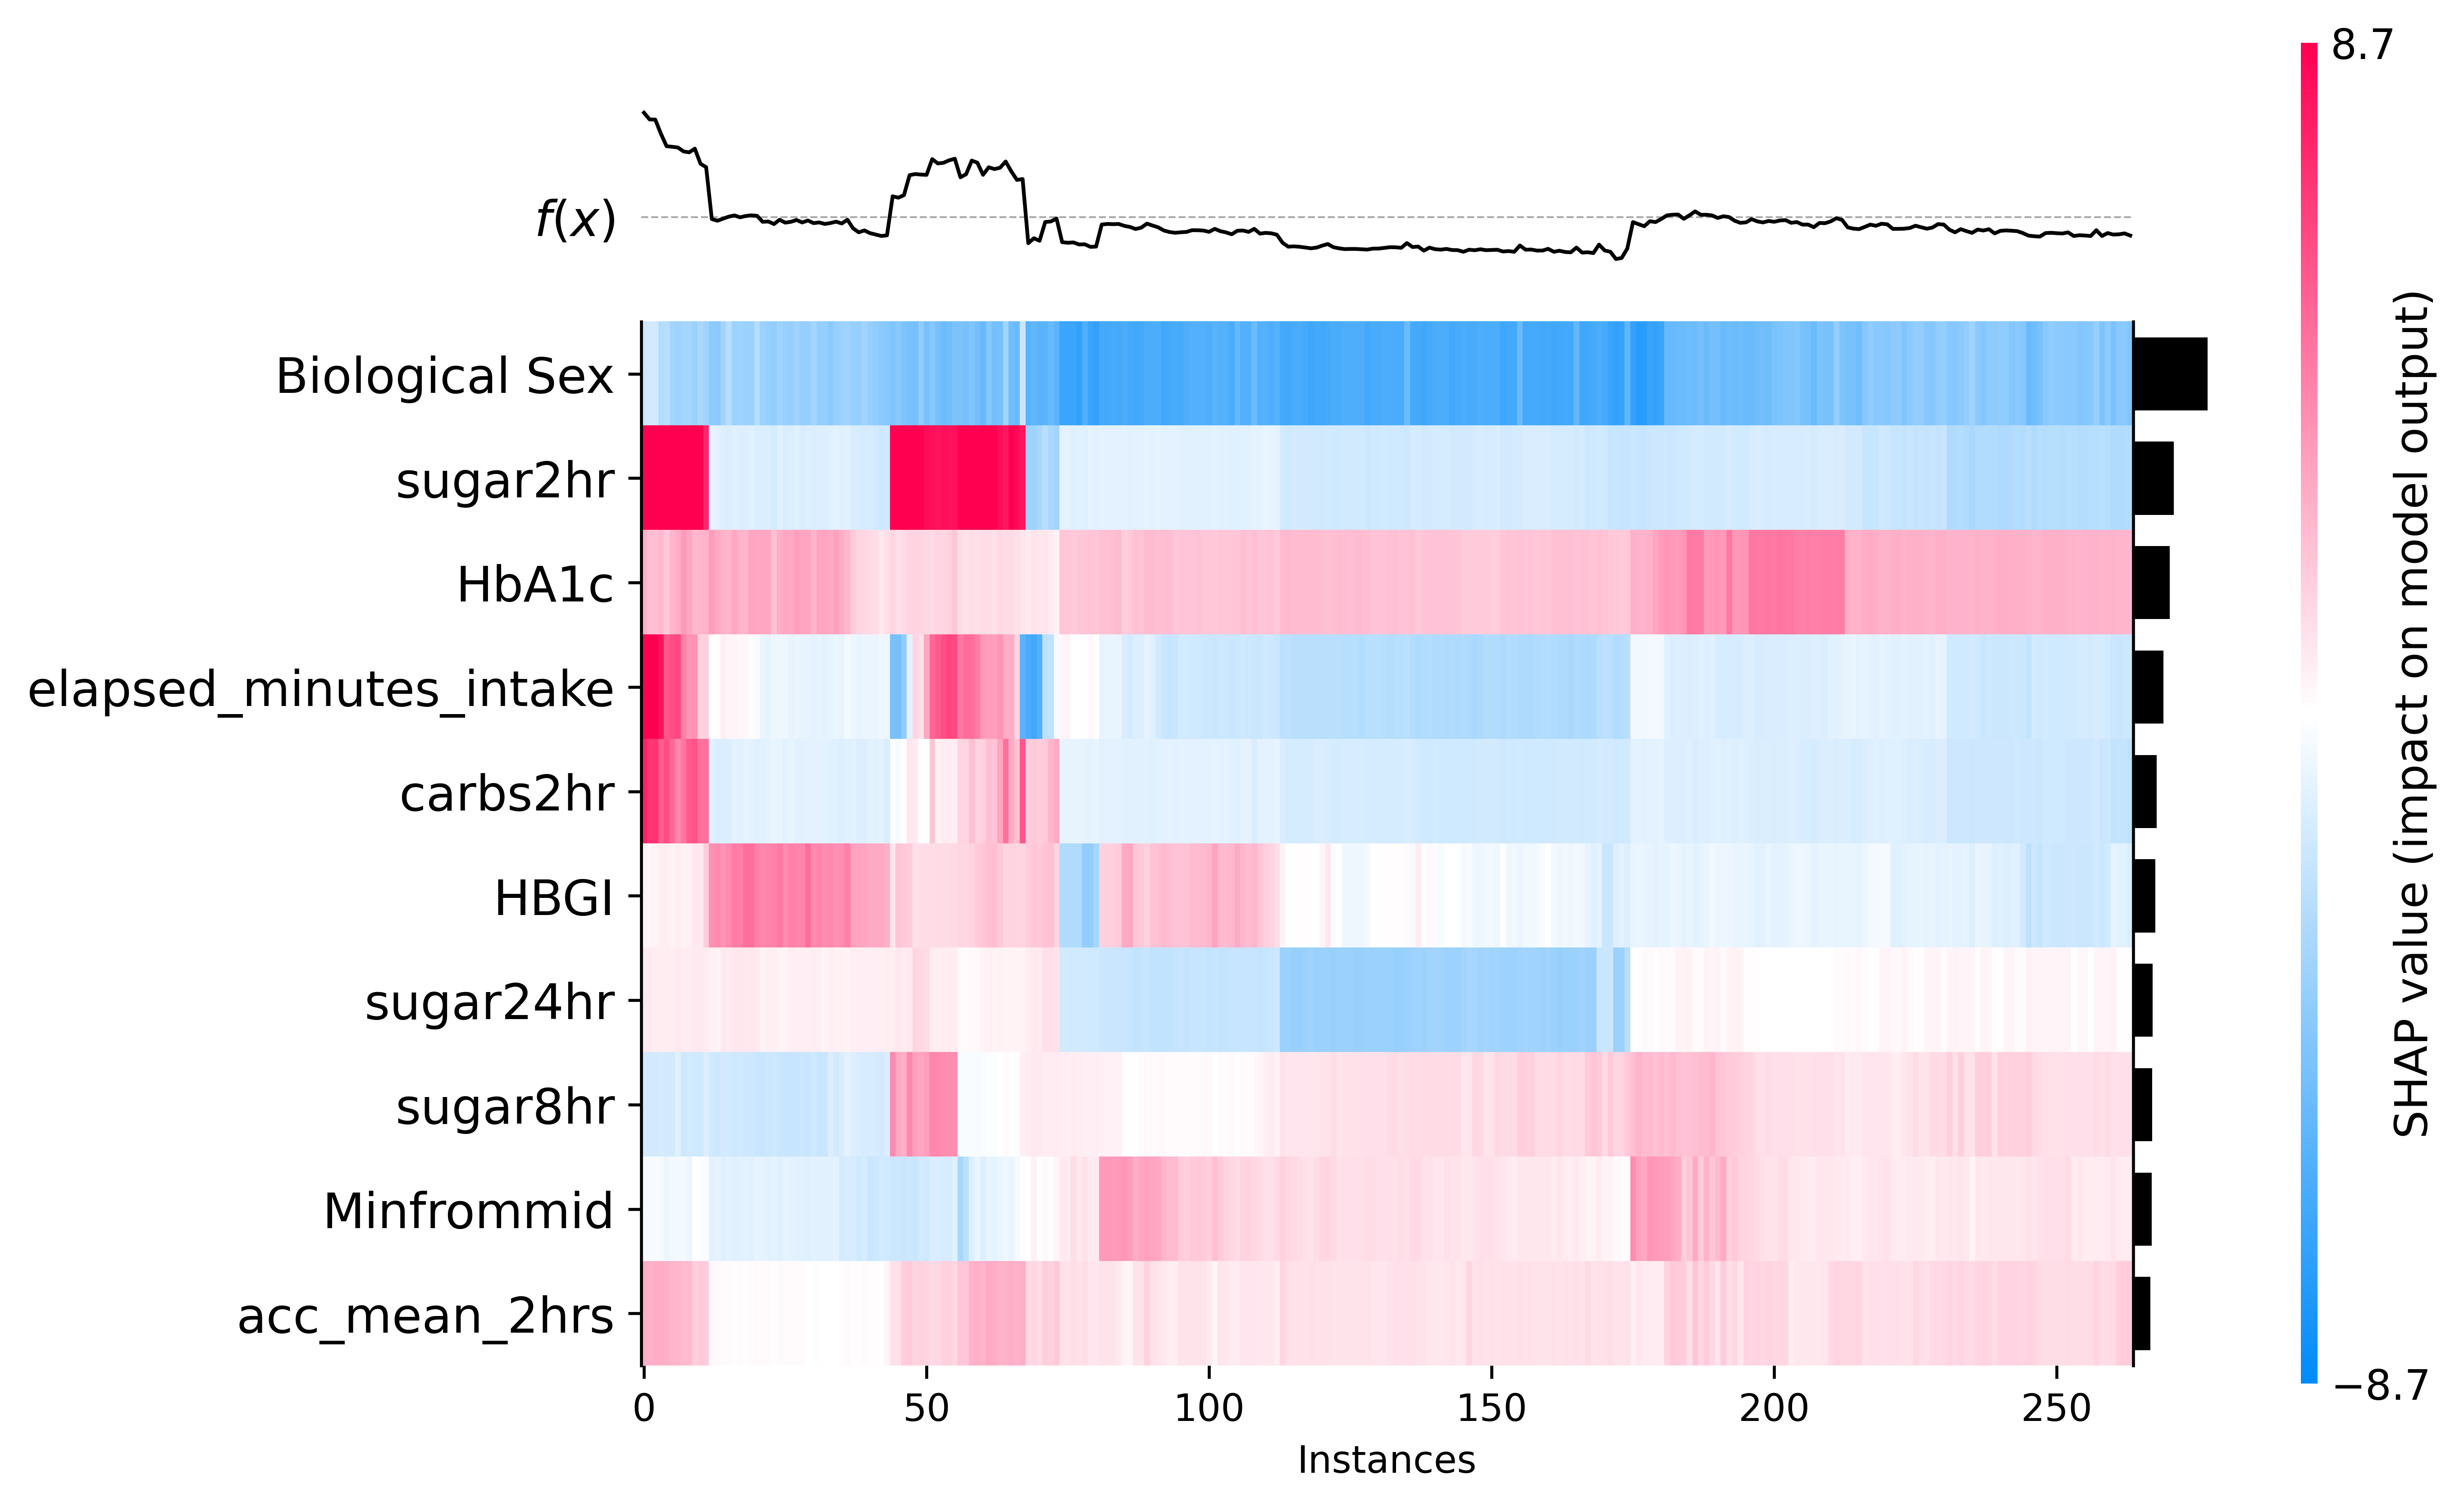 8.7
f(x)
Biological Sex
sugar2hr
HbA1c
elapsed_minutes_intake
carbs2hr
HBGI
sugar24hr
sugar8hr
Minfrommid
acc_mean_2hrs
0 50 100 150 200 250
Instances
SHAP value (impact on model output)
−8.7